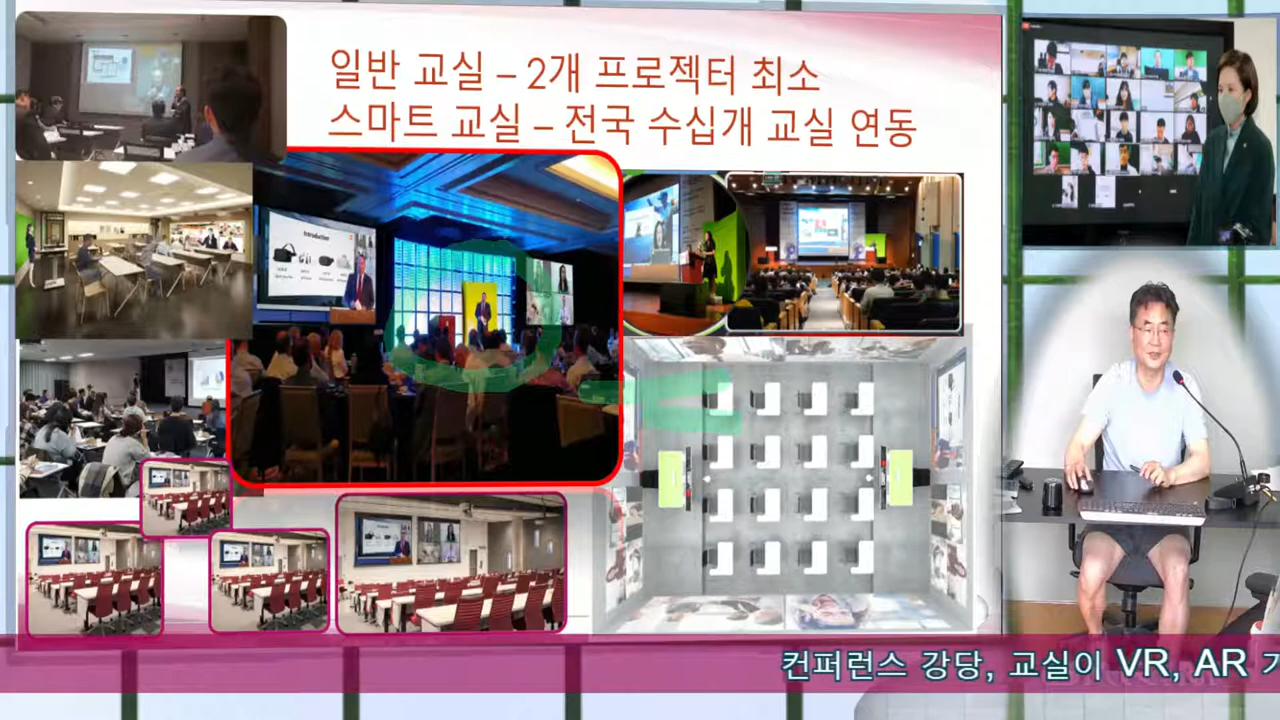 일반 교실 – 2개 프로젝터 최소
스마트 교실 – 전국 수십개 교실 연동
Introduction
컨퍼런스 강당, 교실이 VR, AR